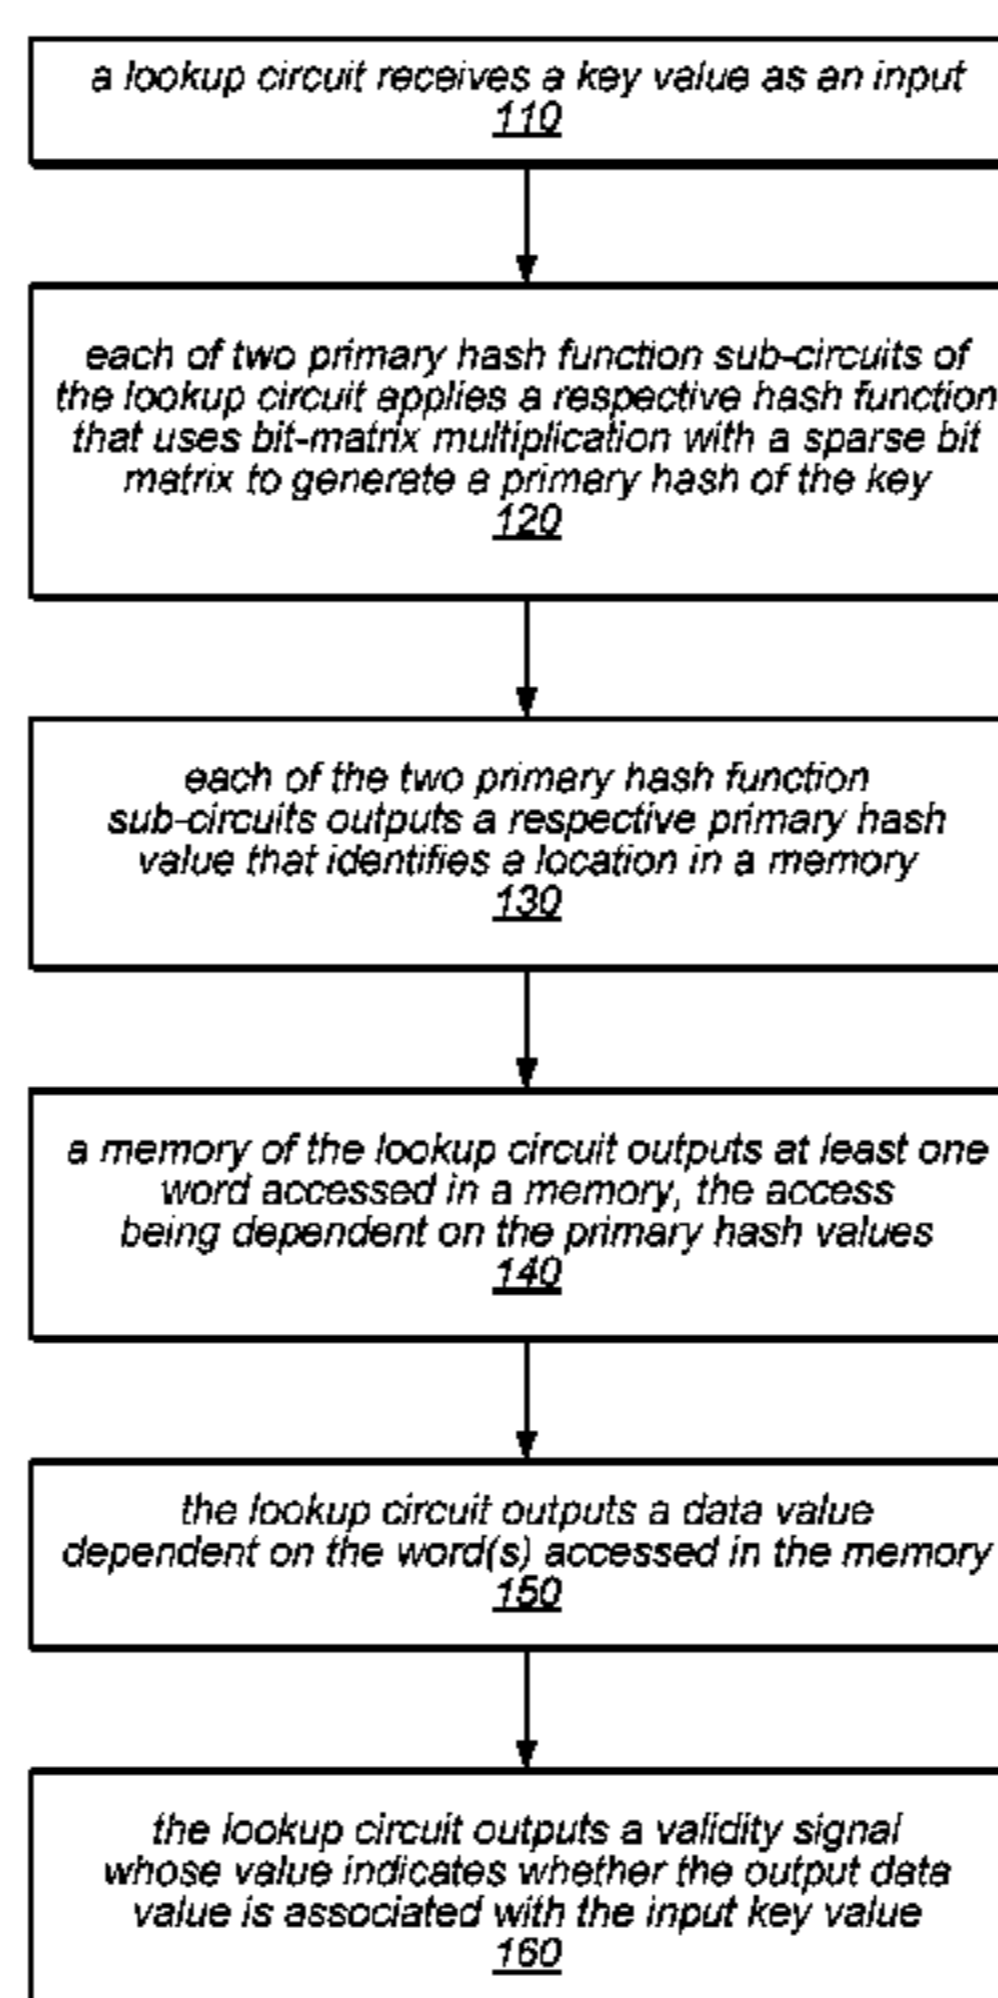 a lookup circuit receives a key value as an input
110
each of two primary hash function sub-circuits of
the lookup circuit applies a respective hash function
that uses bit-matrix multiplication with a sparse bit
matrix to generate a primary hash of the key
120
each of the two primary hash function
sub-circuits outputs a respective primary hash
value that identifies a location in a memory
130
a memory of the lookup circuit outputs at least one
word accessed in a memory, the access
being dependent on the primary hash values
140
the lookup circuit outputs a data value
dependent on the word(s) accessed in the memory
150
the lookup circuit outputs a validity signal
whose value indicates whether the output data
value is associated with the input key value
160